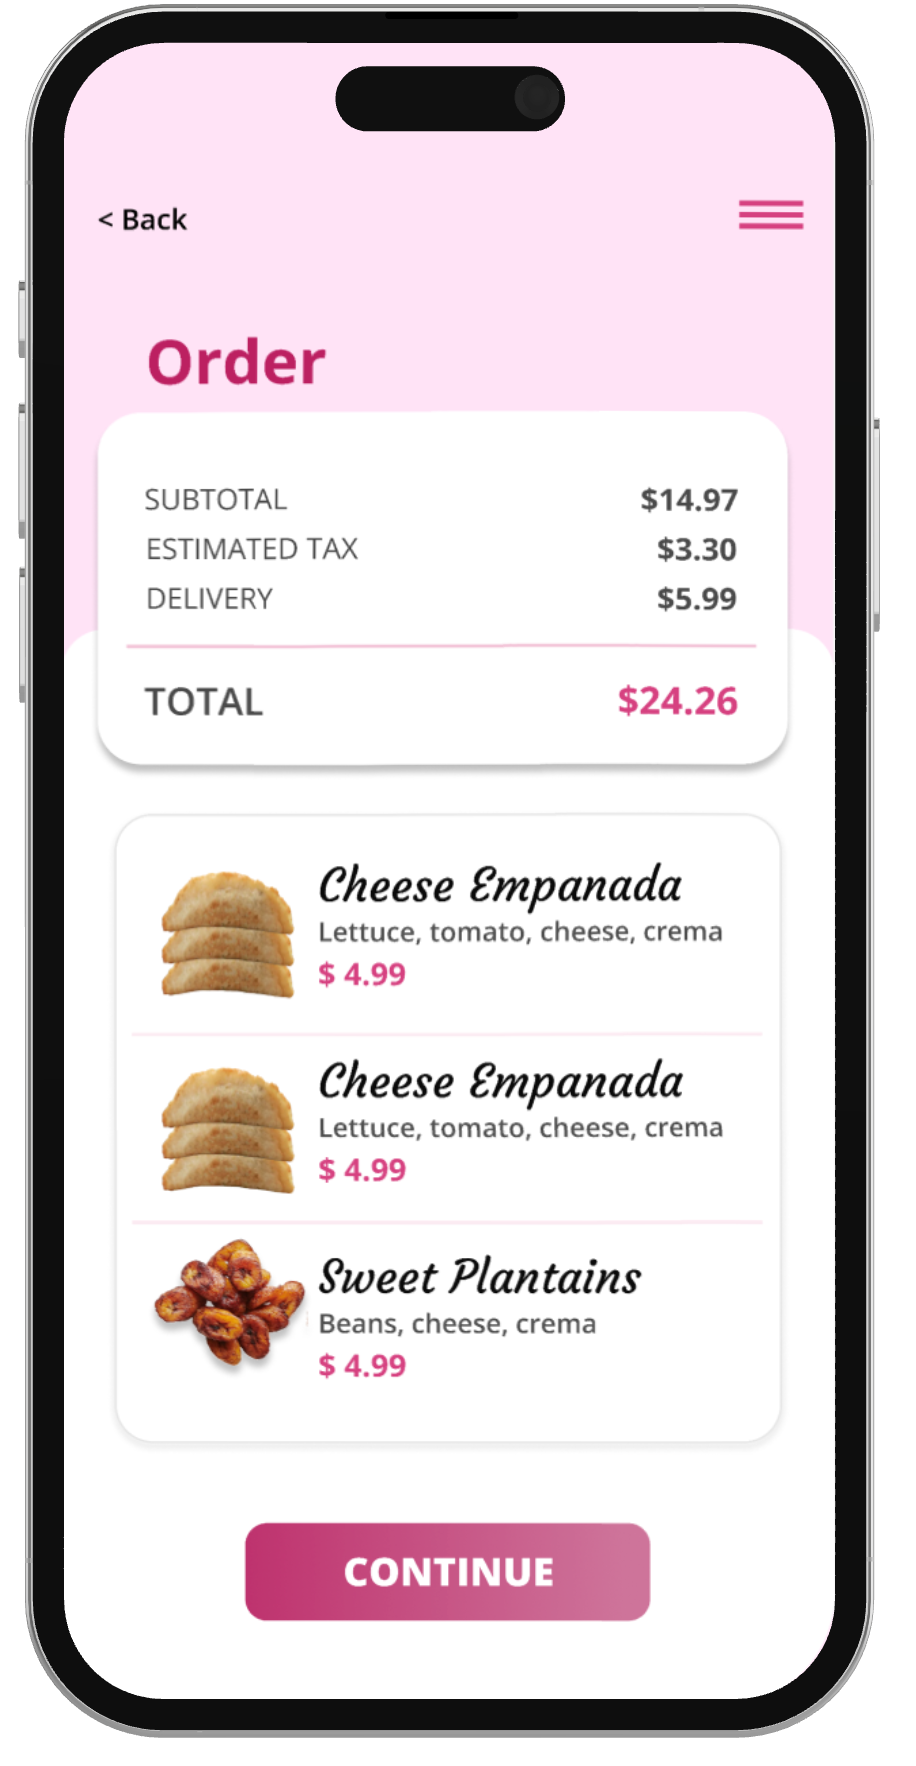 < Back
Order
SUBTOTAL $14.97
ESTIMATED TAX $3.30
DELIVERY $5.99
TOTAL $24.26
Cheese Empanada
Lettuce, tomato, cheese, crema
$ 4.99
Cheese Empanada
Lettuce, tomato, cheese, crema
$ 4.99
Sweet Plantains
Beans, cheese, crema
$ 4.99
CONTINUE